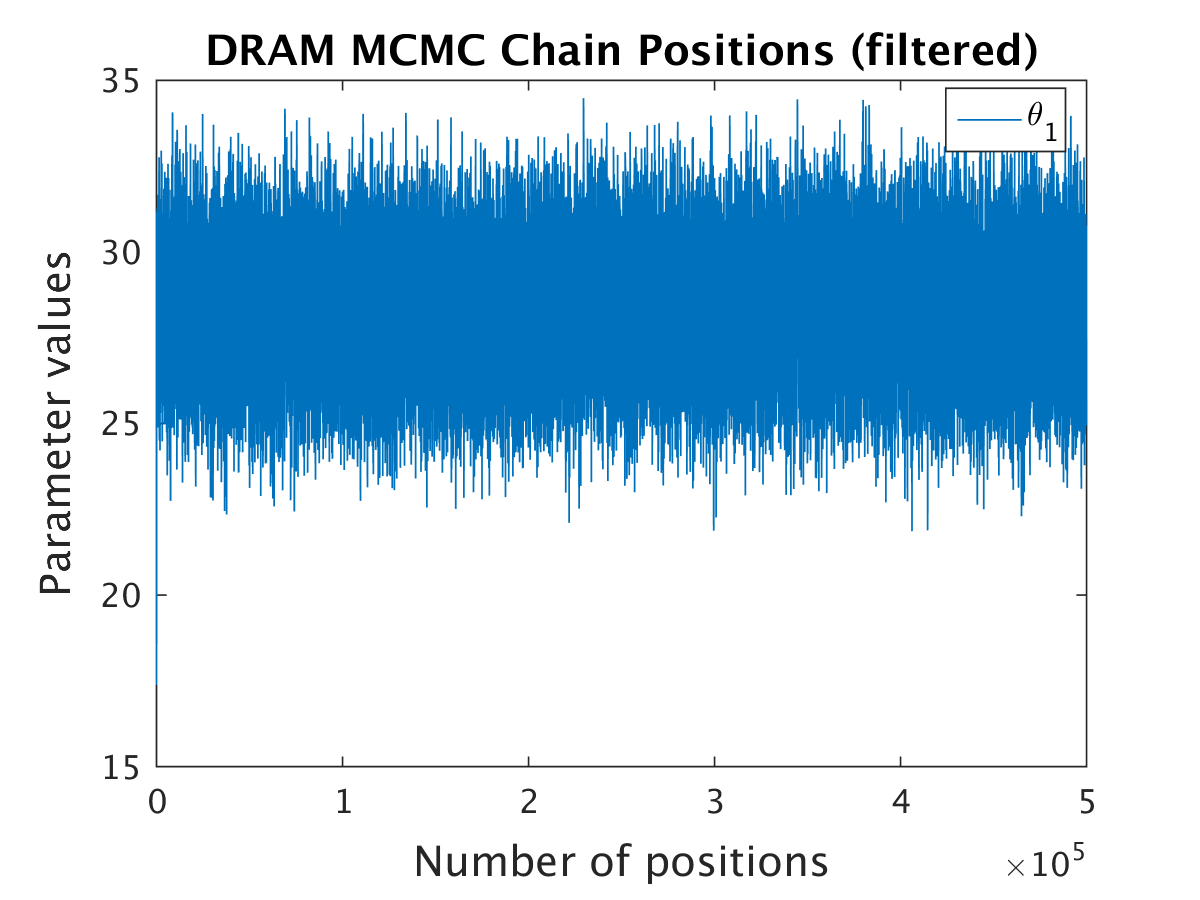 DRAM MCMC Chain Positions (filtered)
θ1
35
30
25
20
15
Parameter values
0 1 2 3 4 5
Number of positions
×10^5